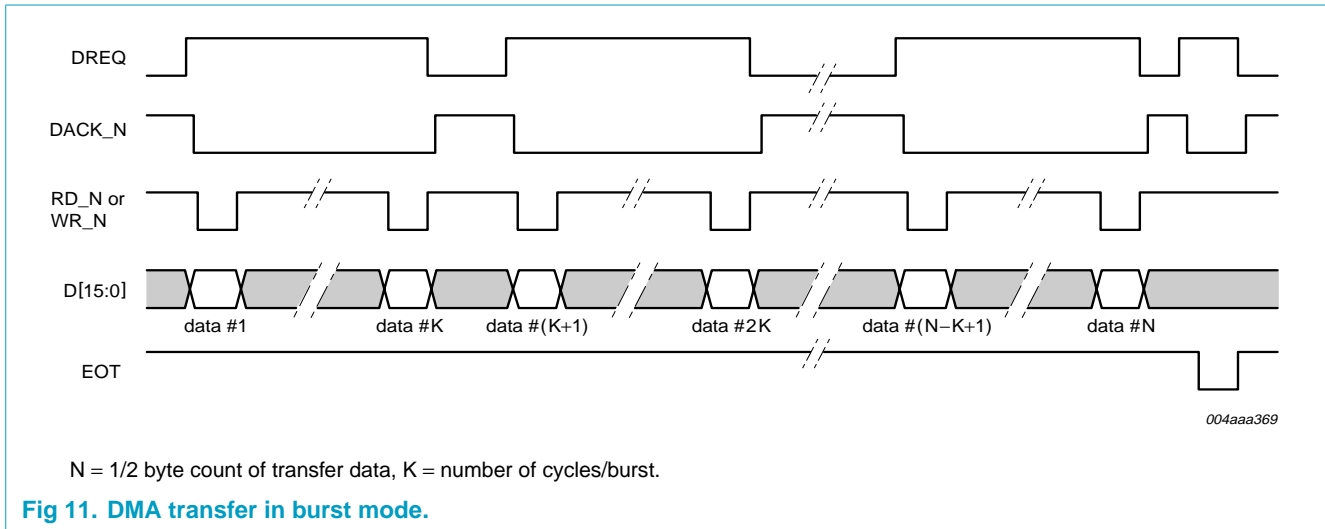 DREQ
DACK_N
RD_N or
WR_N
D[15:0]
data #1
data #K
data #(K+1)
data #2K
data #(N−K+1)
data #N
EOT
004aaa369
N = 1/2 byte count of transfer data, K = number of cycles/burst.
Fig 11. DMA transfer in burst mode.